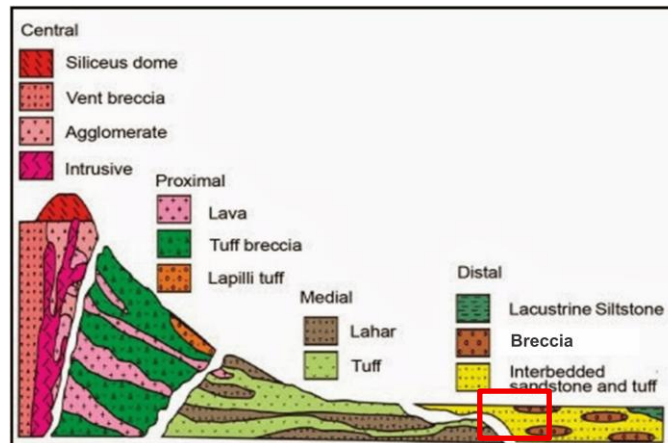 Central
Siliceus dome
Vent breccia
Agglomerate
Intrusive
Proximal
Lava
Tuff breccia
Lapilli tuff
Medial
Lahar
Tuff
Distal
Lacustrine Siltstone
Breccia
Interbedded
sandstone and tuff